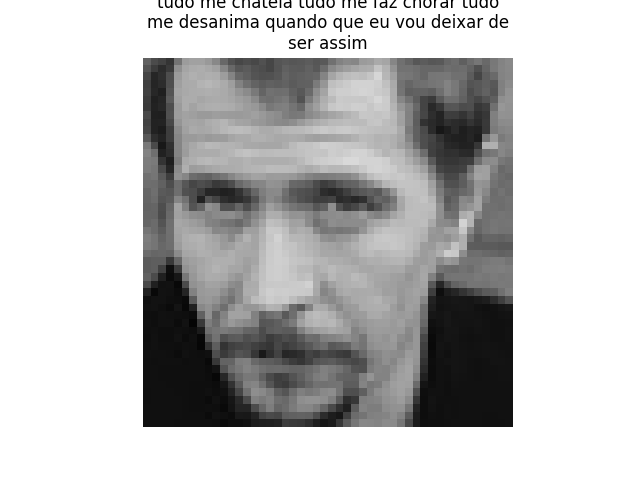 tudo me chateia tudo me faz chorar tudo
me desanima quando que eu vou deixar de
ser assim